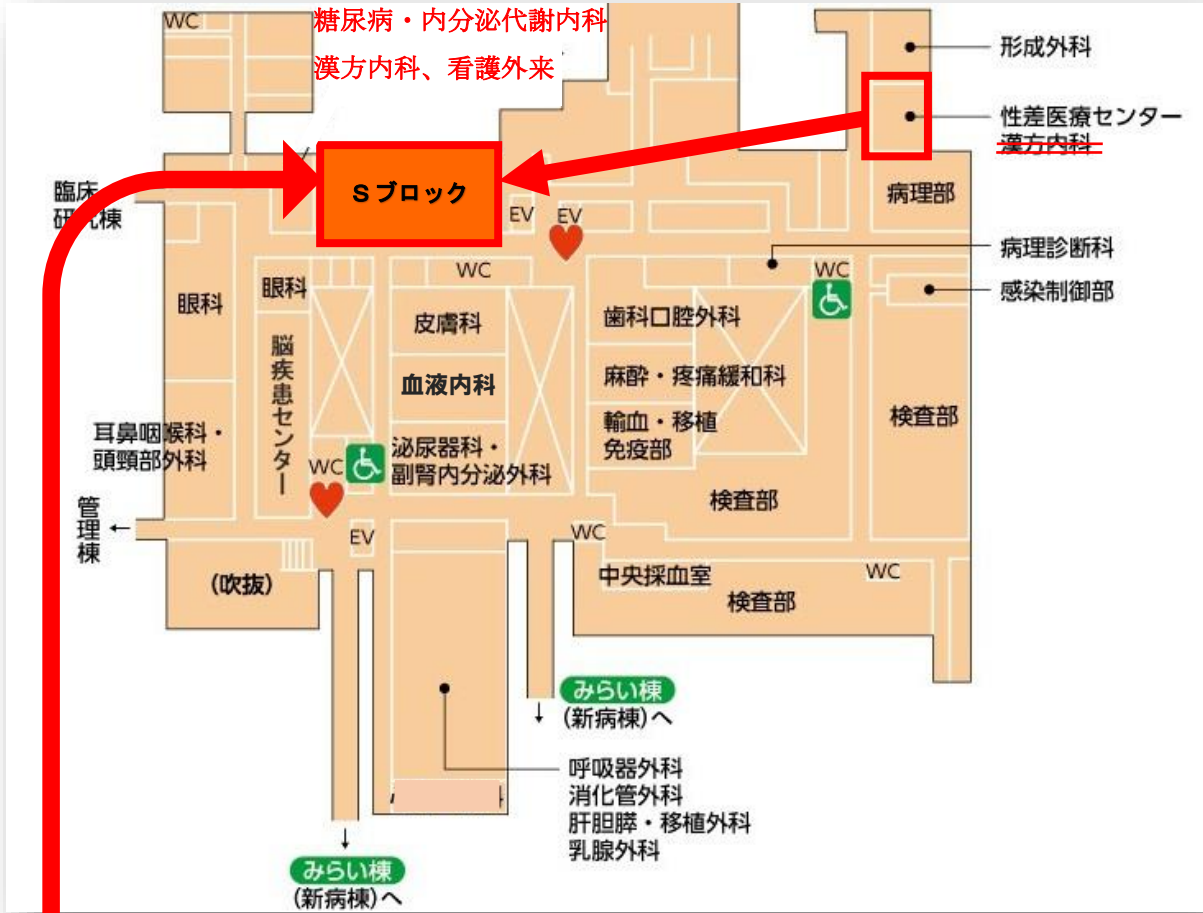 WC
糖尿病・内分泌代謝内科
漢方内科、看護外来
形成外科
性差医療センター
漢方内科
Sブロック
臨床
研究棟
病理部
EV
EV
病理診断科
感染制御部
WC
WC
眼科
眼科
皮膚科
歯科口腔外科
脳疾患センター
血液内科
麻酔・疼痛緩和科
検査部
輸血・移植
免疫部
耳鼻咽喉科・
頭頸部外科
泌尿器科・
副腎内分泌外科
WC
検査部
管理棟
←
EV
WC
(吹抜)
中央採血室
WC
検査部
みらい棟
(新病棟)へ
↓
呼吸器外科
消化管外科
肝胆膵・移植外科
乳腺外科
↓
みらい棟
(新病棟)へ